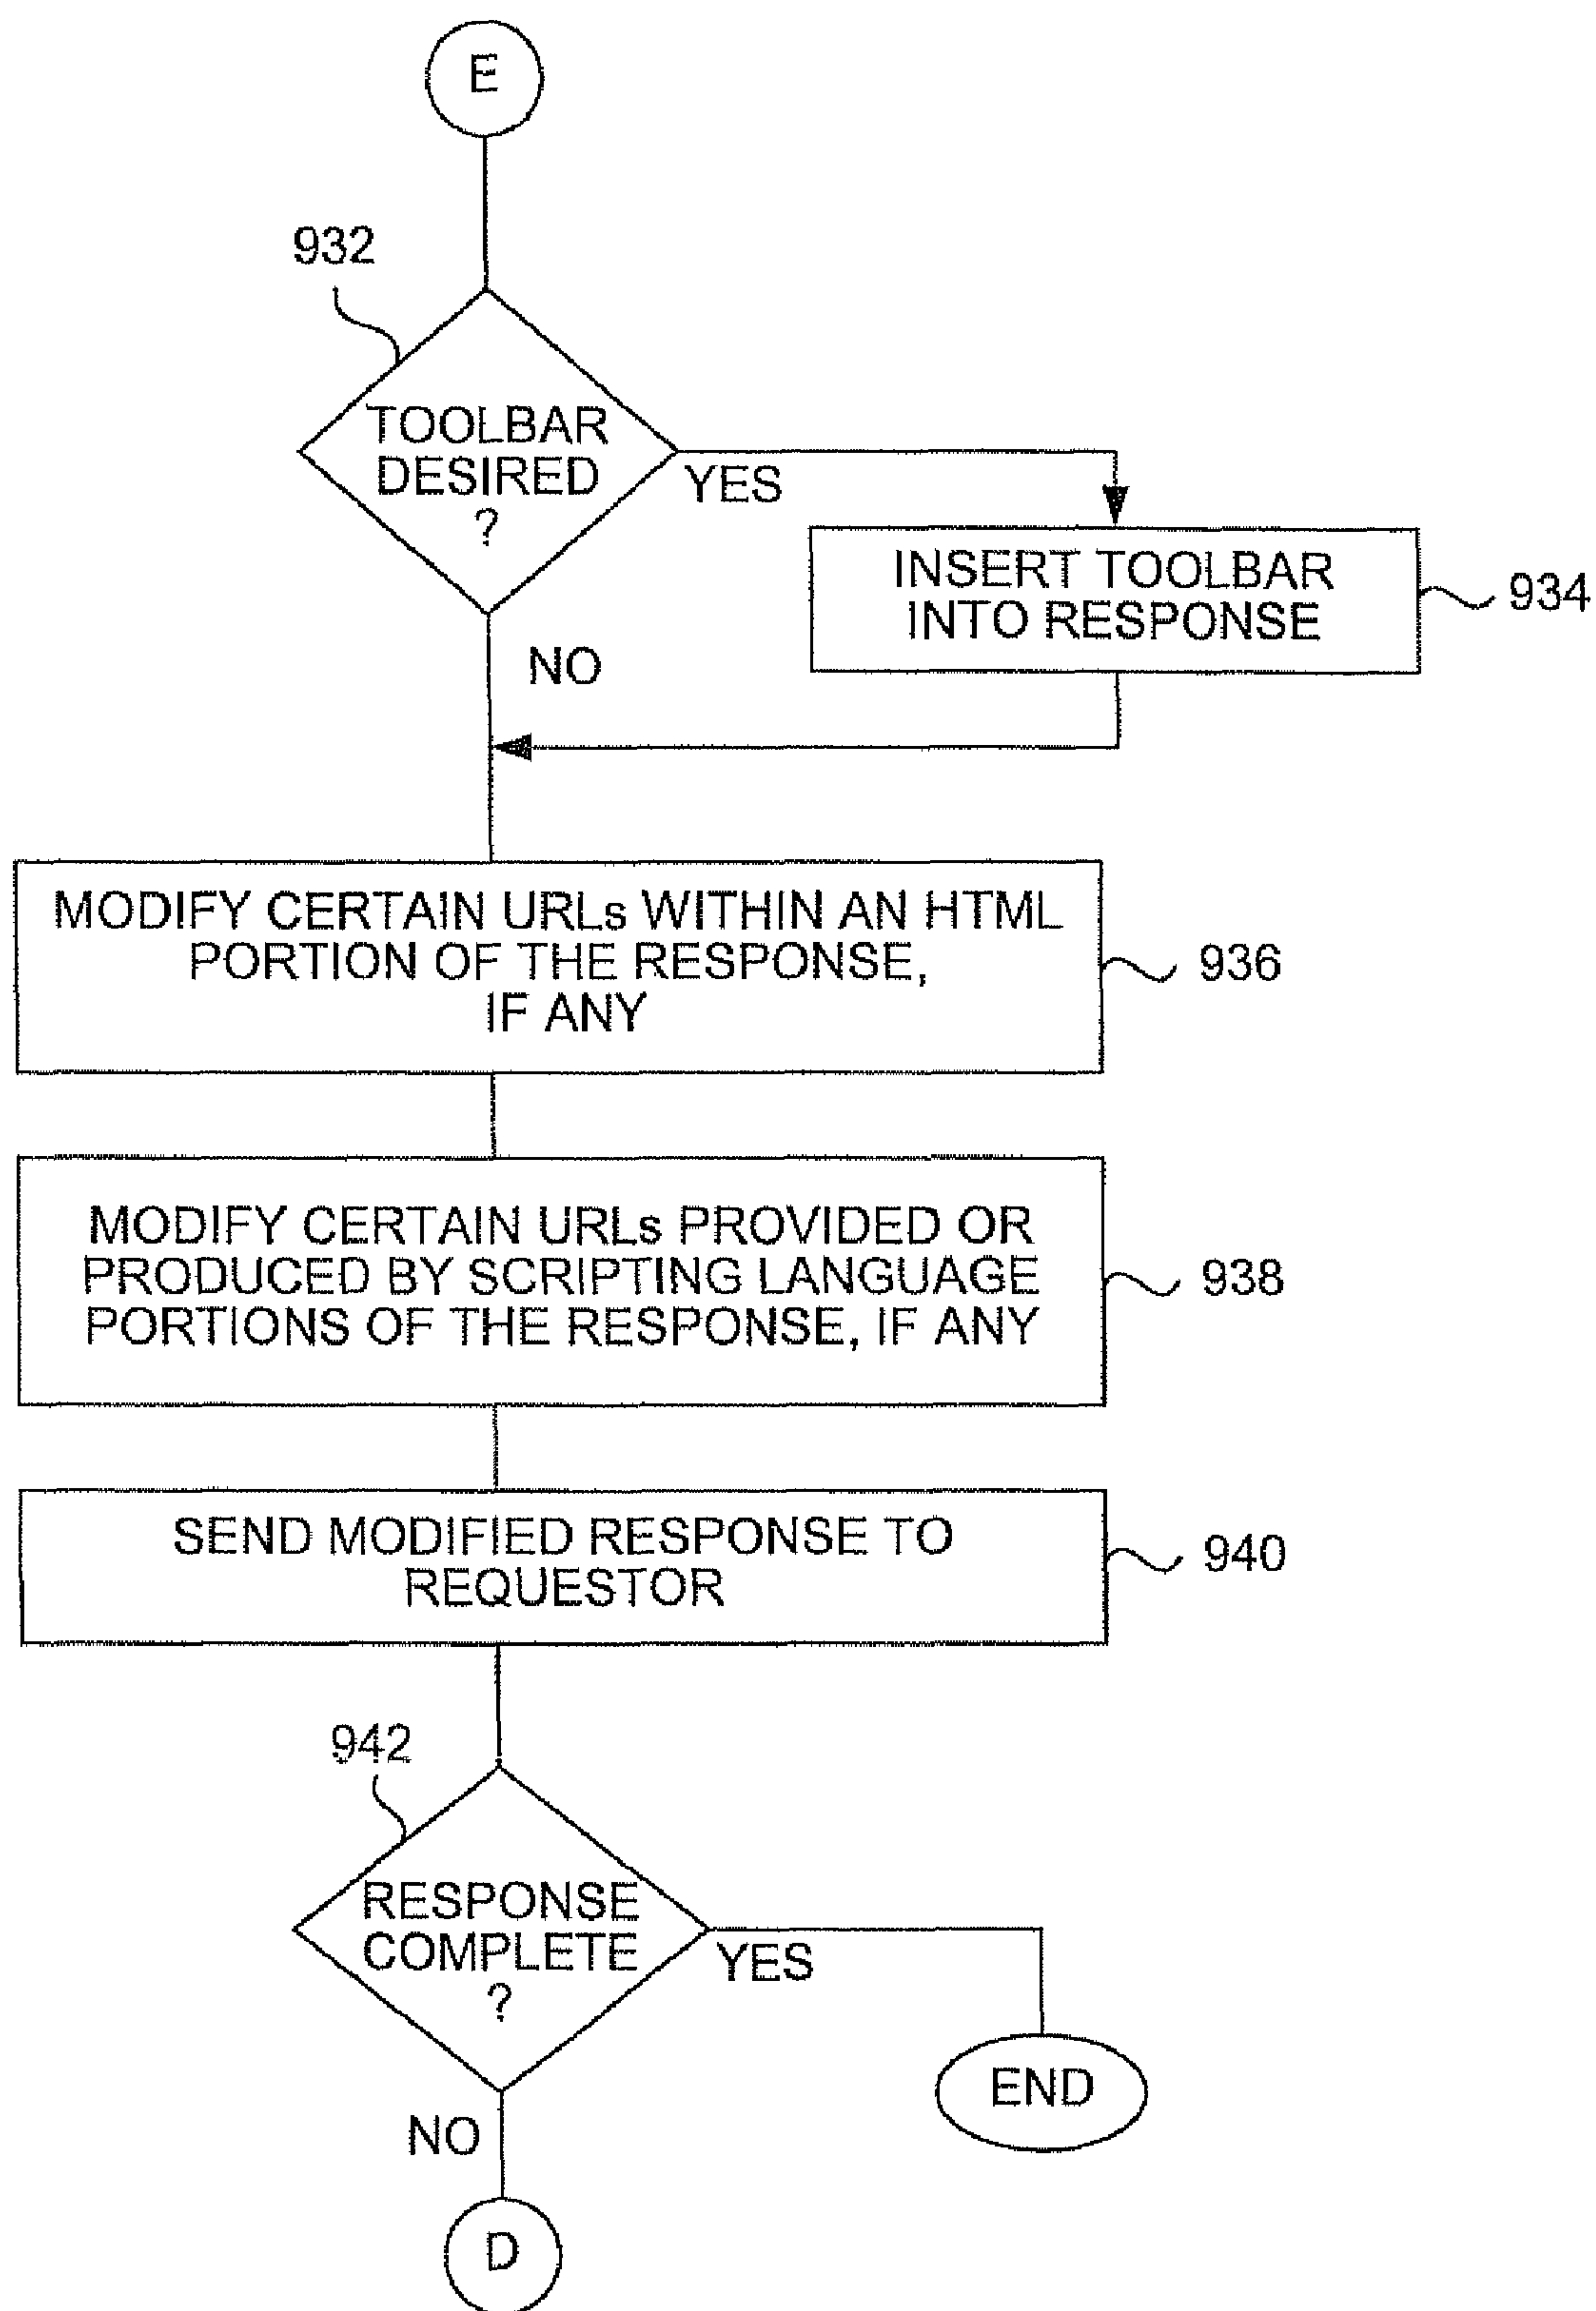 E
932
TOOLBAR
DESIRED
?
YES
INSERT TOOLBAR
INTO RESPONSE
934
NO
MODIFY CERTAIN URLs WITHIN AN HTML
PORTION OF THE RESPONSE,
IF ANY
936
MODIFY CERTAIN URLs PROVIDED OR
PRODUCED BY SCRIPTING LANGUAGE
PORTIONS OF THE RESPONSE, IF ANY
938
SEND MODIFIED RESPONSE TO
REQUESTOR
940
942
RESPONSE
COMPLETE
?
YES
END
NO
D